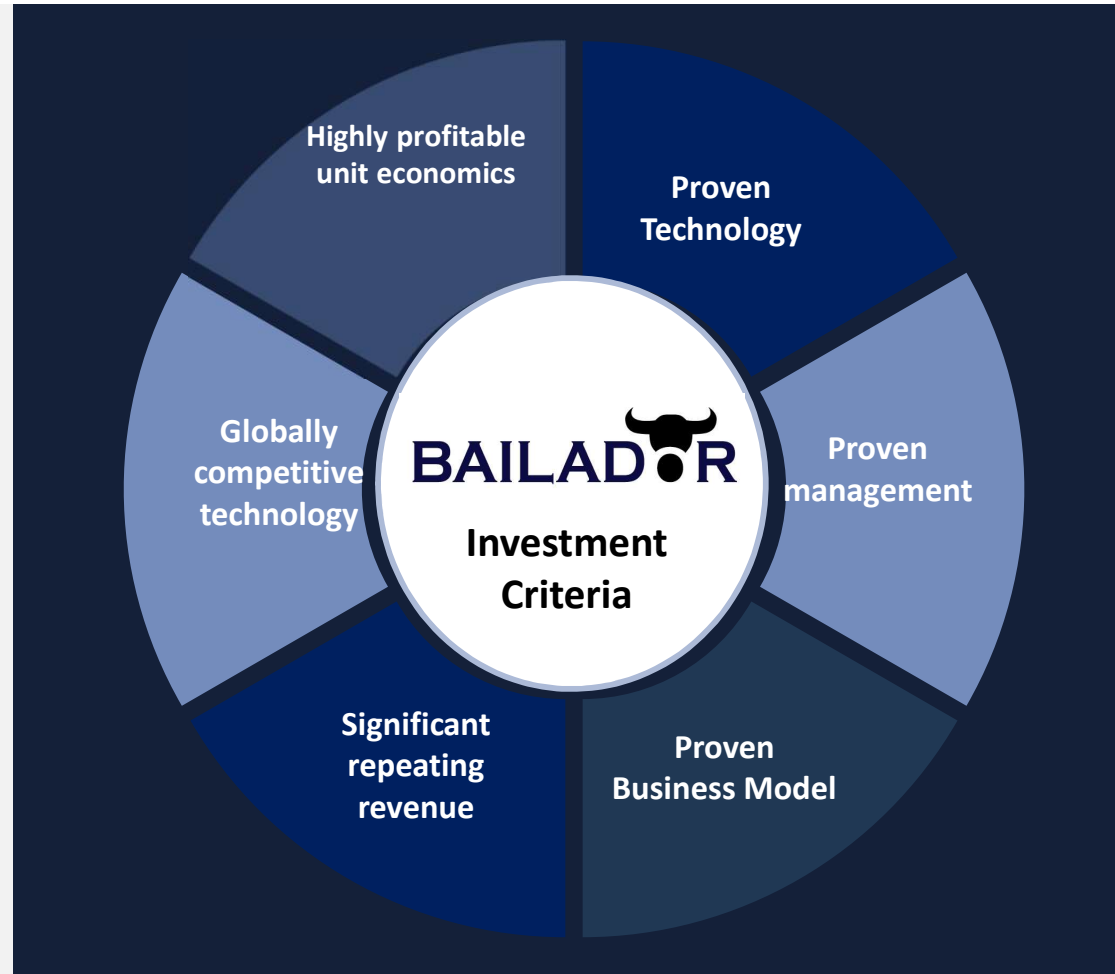 Highly profitable
unit economics
Proven
Technology
Globally
competitive
technology
BAILADOR
Investment
Criteria
Proven
management
Significant
repeating
revenue
Proven
Business Model